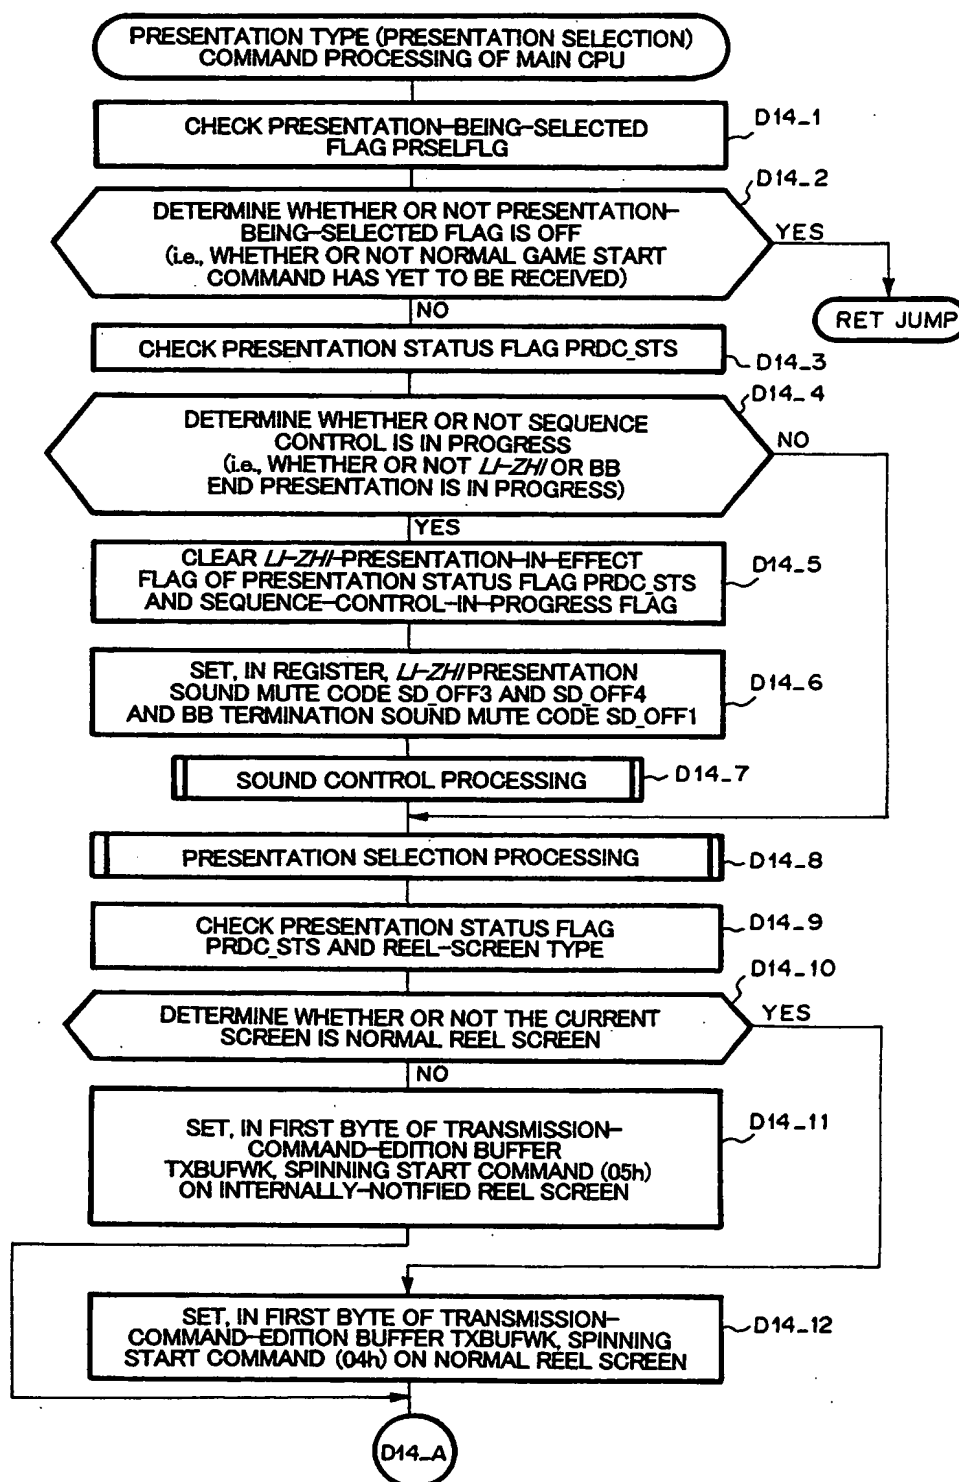 PRESENTATION TYPE (PRESENTATION SELECTION)
COMMAND PROCESSING OF MAIN CPU
CHECK PRESENTATION-BEING-SELECTED
FLAG PRSELFLG
D14_1
D14_2
DETERMINE WHETHER OR NOT PRESENTATION-
BEING-SELECTED FLAG IS OFF
(i.e., WHETHER OR NOT NORMAL GAME START
COMMAND HAS YET TO BE RECEIVED)
YES
NO
RET JUMP
CHECK PRESENTATION STATUS FLAG PRDC_STS
D14_3
D14_4
DETERMINE WHETHER OR NOT SEQUENCE
CONTROL IS IN PROGRESS
(i.e., WHETHER OR NOT LI-ZHI OR BB
END PRESENTATION IS IN PROGRESS)
NO
YES
CLEAR LI-ZHI-PRESENTATION-IN-EFFECT
FLAG OF PRESENTATION STATUS FLAG PRDC_STS
AND SEQUENCE-CONTROL-IN-PROGRESS FLAG
D14_5
SET, IN REGISTER, LI-ZHI PRESENTATION
SOUND MUTE CODE SD_OFF3 AND SD_OFF4
AND BB TERMINATION SOUND MUTE CODE SD_OFF1
D14_6
SOUND CONTROL PROCESSING
D14_7
PRESENTATION SELECTION PROCESSING
D14_8
CHECK PRESENTATION STATUS FLAG
PRDC_STS AND REEL-SCREEN TYPE
D14_9
D14_10
DETERMINE WHETHER OR NOT THE CURRENT
SCREEN IS NORMAL REEL SCREEN
YES
NO
SET, IN FIRST BYTE OF TRANSMISSION-
COMMAND-EDITION BUFFER
TXBUFWK, SPINNING START COMMAND (05h)
ON INTERNALLY-NOTIFIED REEL SCREEN
D14_11
SET, IN FIRST BYTE OF TRANSMISSION-
COMMAND-EDITION BUFFER TXBUFWK, SPINNING
START COMMAND (04h) ON NORMAL REEL SCREEN
D14_12
D14_A